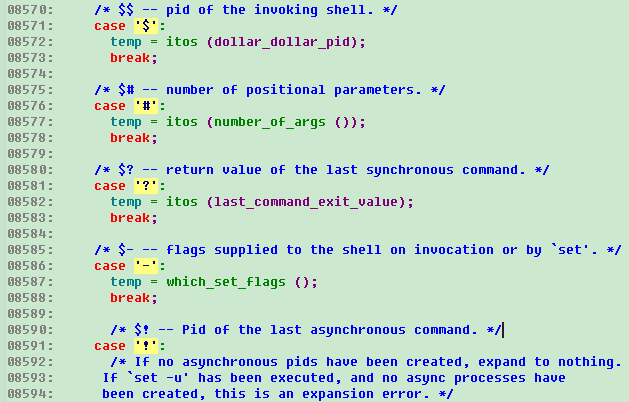 08570:     /* $$ -- pid of the invoking shell. */
08571:     case '$':
08572:       temp = itos (dollar_dollar_pid);
08573:       break;
08574:
08575:     /* $# -- number of positional parameters. */
08576:     case '#':
08577:       temp = itos (number_of_args ());
08578:       break;
08579:
08580:     /* $? -- return value of the last synchronous command. */
08581:     case '?':
08582:       temp = itos (last_command_exit_value);
08583:       break;
08584:
08585:     /* $- -- flags supplied to the shell on invocation or by `set'. */
08586:     case '-':
08587:       temp = which_set_flags ();
08588:       break;
08589:
08590:       /* $! -- Pid of the last asynchronous command. */
08591:     case '!':
08592:       /* If no asynchronous pids have been created, expand to nothing.
08593:      If `set -u' has been executed, and no async processes have
08594:      been created, this is an expansion error. */